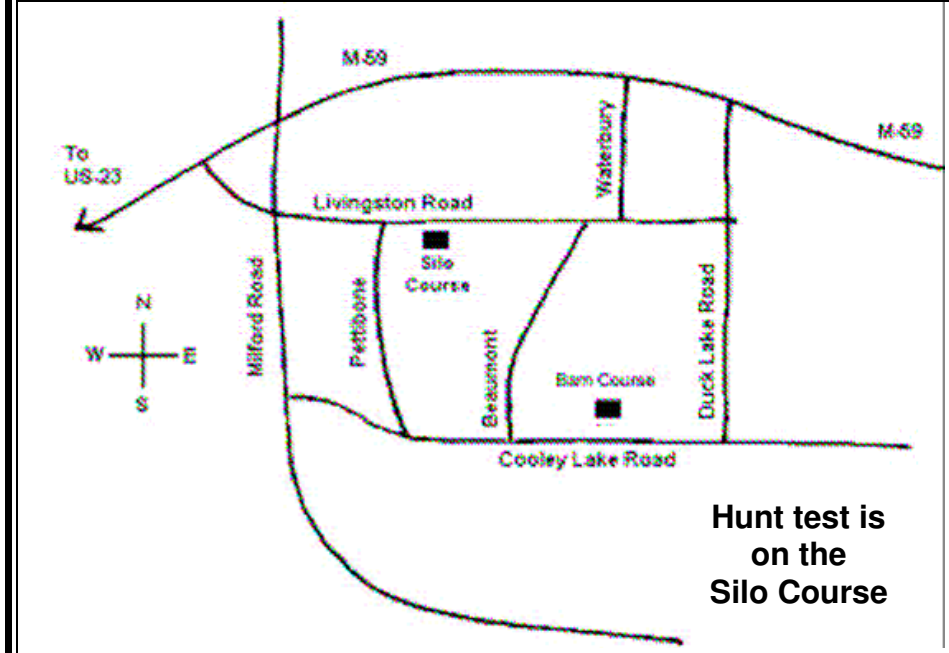 M-59
Waterbury
M-59
To
US-23
Livingston Road
Silo
Course
Milford Road
Pettibone
Duck Lake Road
N
W E
S
Beaumont
Barn Course
Cooley Lake Road
Hunt test is
on the
Silo Course